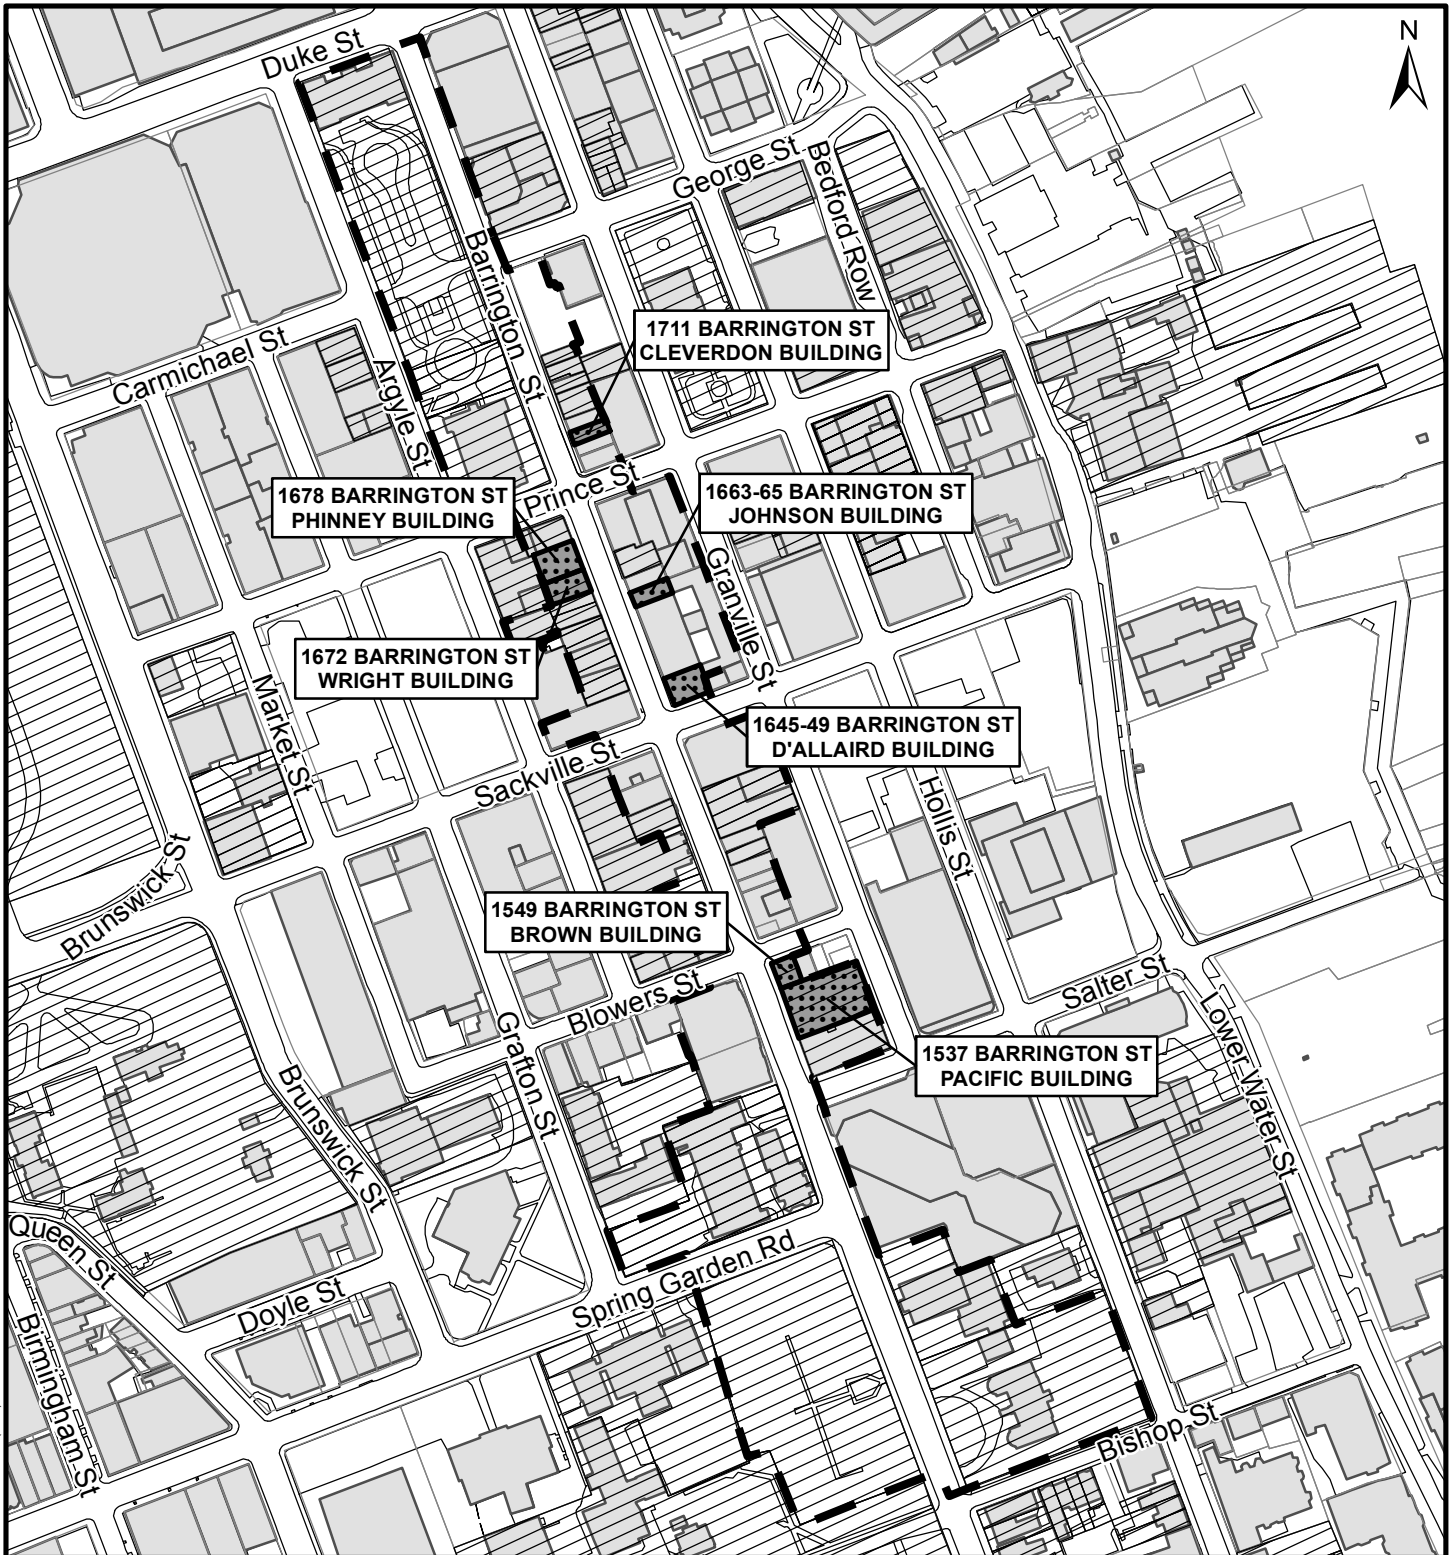 N
Duke St
George St
Bedford Row
Barrington St
1711 BARRINGTON ST
CLEVERDON BUILDING
Carmichael St
Argyle St
Prince St
1678 BARRINGTON ST
PHINNEY BUILDING
1663-65 BARRINGTON ST
JOHNSON BUILDING
Granville St
1672 BARRINGTON ST
WRIGHT BUILDING
Market St
1645-49 BARRINGTON ST
D'ALLAIRD BUILDING
Sackville St
Hollis St
Brunswick St
1549 BARRINGTON ST
BROWN BUILDING
Blowers St
Salter St
Lower Water St
Grafton St
1537 BARRINGTON ST
PACIFIC BUILDING
Brunswick St
Queen St
Doyle St
Spring Garden Rd
Birmingham St
Bishop St